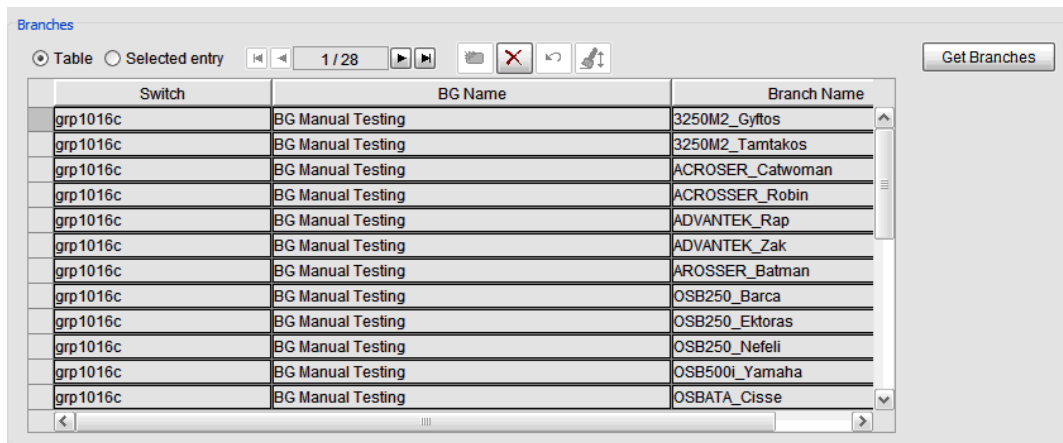 Branches
Table Selected entry 1 / 28 Get Branches
Switch BG Name Branch Name
grp1016c BG Manual Testing 3250M2_Gyftos
grp1016c BG Manual Testing 3250M2_Tamtakos
grp1016c BG Manual Testing ACROSER_Catwoman
grp1016c BG Manual Testing ACROSSER_Robin
grp1016c BG Manual Testing ADVANTEK_Rap
grp1016c BG Manual Testing ADVANTEK_Zak
grp1016c BG Manual Testing AROSSER_Batman
grp1016c BG Manual Testing OSB250_Barca
grp1016c BG Manual Testing OSB250_Ektoras
grp1016c BG Manual Testing OSB250_Nefeli
grp1016c BG Manual Testing OSB500i_Yamaha
grp1016c BG Manual Testing OSBATA_Cisse